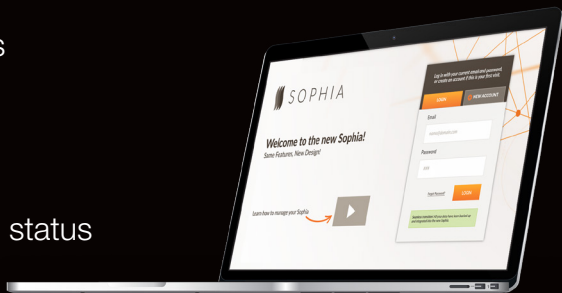 s
status
SOPHIA
Welcome to the new Sophia!
Same Features, New Design!
Learn how to manage your Sophia
Log in with your current email and password,
or create an account if this is your first visit.
LOGIN
NEW ACCOUNT
Email
Password
Forgot Password?
LOGIN